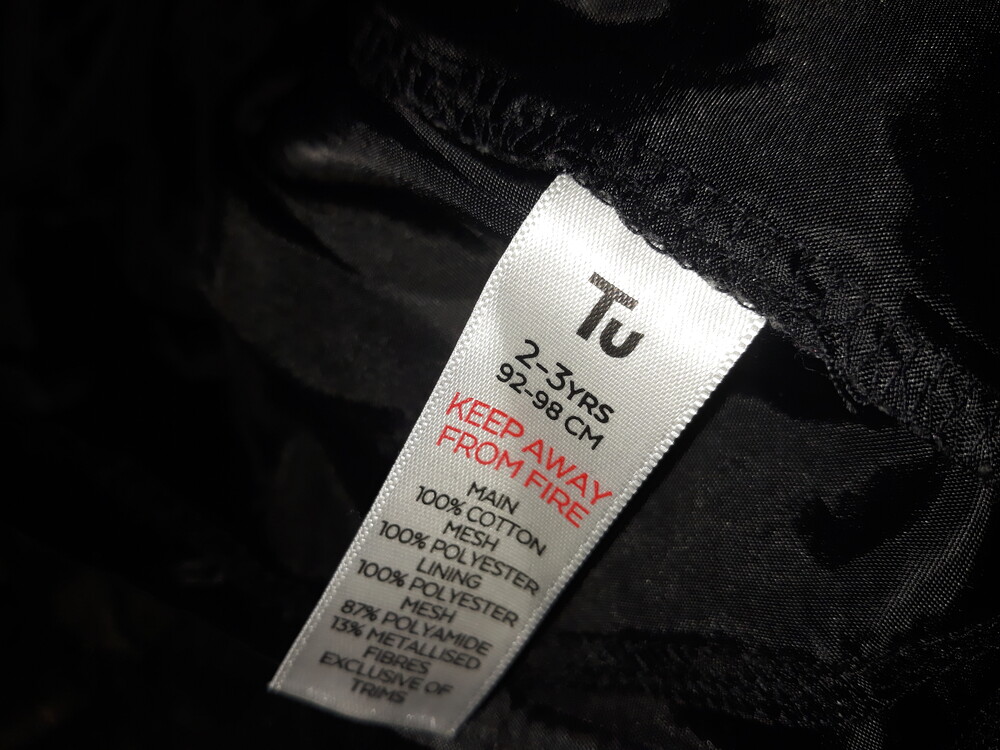 Tu
2-3YRS
92-98 CM
KEEP AWAY
FROM FIRE
MAIN
100% COTTON
MESH
100% POLYESTER
LINING
100% POLYESTER
MESH
87% POLYAMIDE
13% METALLISED
FIBRES
EXCLUSIVE OF
TRIMS